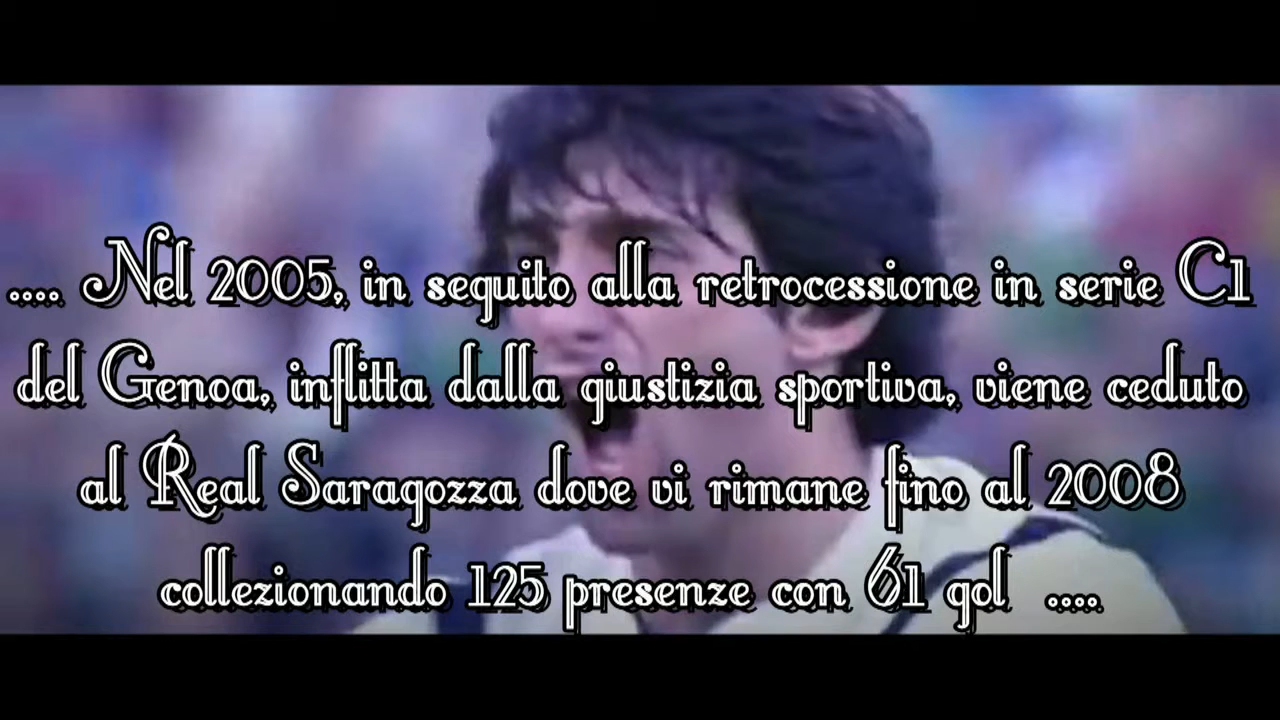 .... Nel 2005, in seguito alla retrocessione in serie C1
del Genoa, inflitta dalla giustizia sportiva, viene ceduto
al Real Saragozza dove vi rimane fino al 2008
collezionando 125 presenze con 61 gol ....